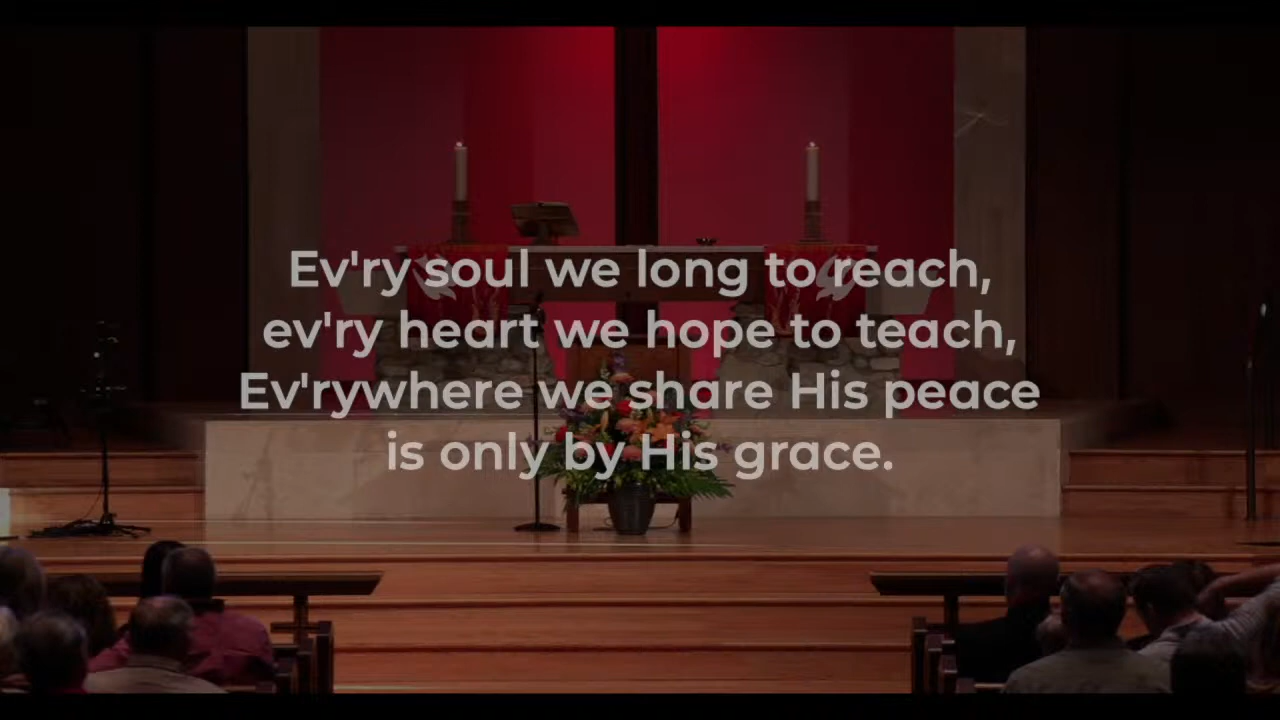 Ev'ry soul we long to reach,
ev'ry heart we hope to teach,
Ev'rywhere we share His peace
is only by His grace.